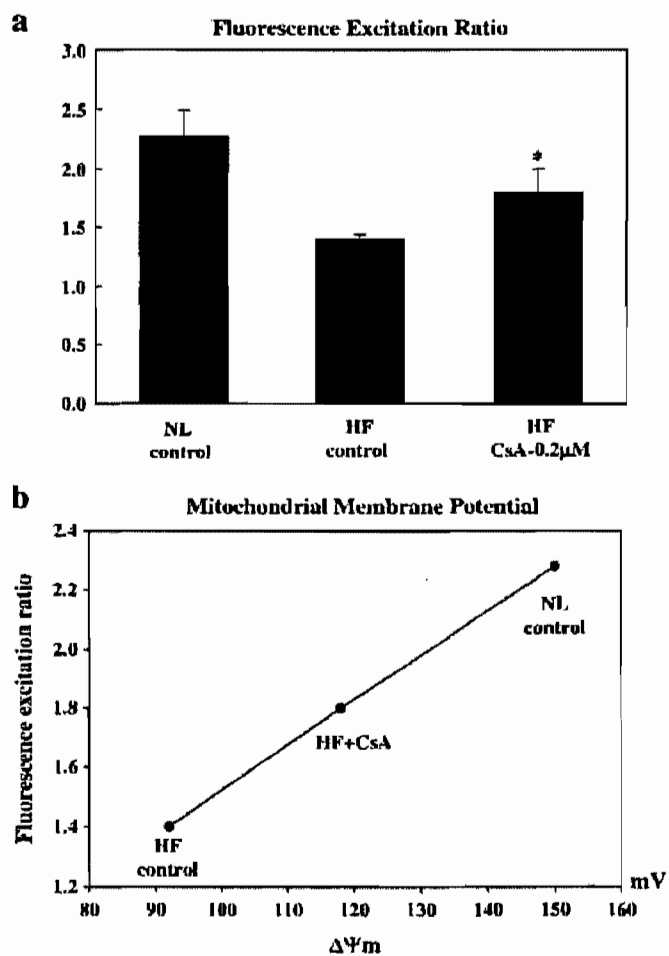 a
Fluorescence Excitation Ratio
3.0
2.5
2.0
1.5
1.0
0.5
0.0
NL
control
HF
control
*
HF
CsA-0.2µM
b
Mitochondrial Membrane Potential
Fluorescence excitation ratio
2.4
2.2
2.0
1.8
1.6
1.4
1.2
NL
control
HF+CsA
HF
control
mV
80 90 100 110 120 130 140 150 160
ΔΨm